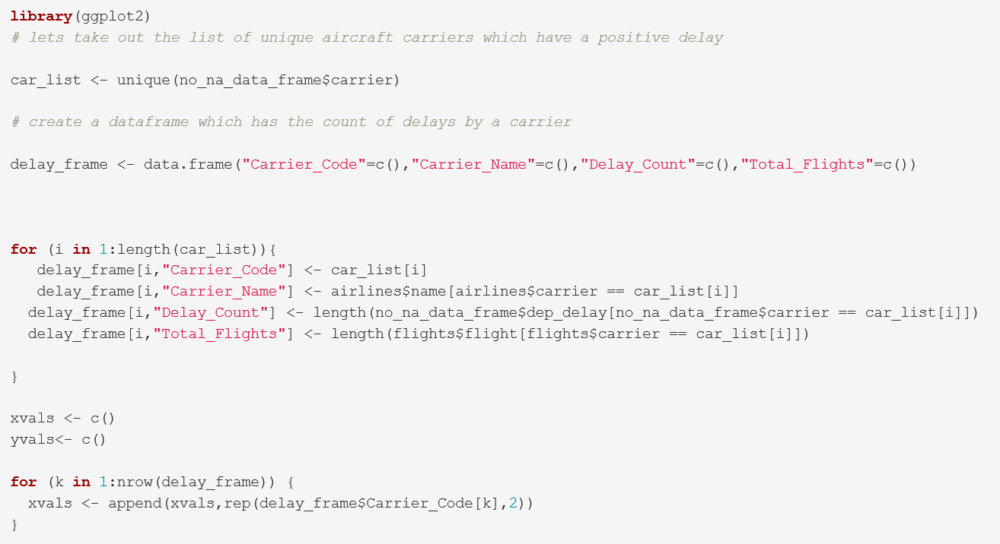 library(ggplot2)
# lets take out the list of unique aircraft carriers which have a positive delay
car_list <- unique(no_na_data_frame$carrier)
# create a dataframe which has the count of delays by a carrier
delay_frame <- data.frame("Carrier_Code"=c(),"Carrier_Name"=c(),"Delay_Count"=c(),"Total_Flights"=c())
for (i in 1:length(car_list)){
   delay_frame[i,"Carrier_Code"] <- car_list[i]
   delay_frame[i,"Carrier_Name"] <- airlines$name[airlines$carrier == car_list[i]]
  delay_frame[i,"Delay_Count"] <- length(no_na_data_frame$dep_delay[no_na_data_frame$carrier == car_list[i]])
  delay_frame[i,"Total_Flights"] <- length(flights$flight[flights$carrier == car_list[i]])
}
xvals <- c()
yvals<- c()
for (k in 1:nrow(delay_frame)) {
  xvals <- append(xvals,rep(delay_frame$Carrier_Code[k],2))
}